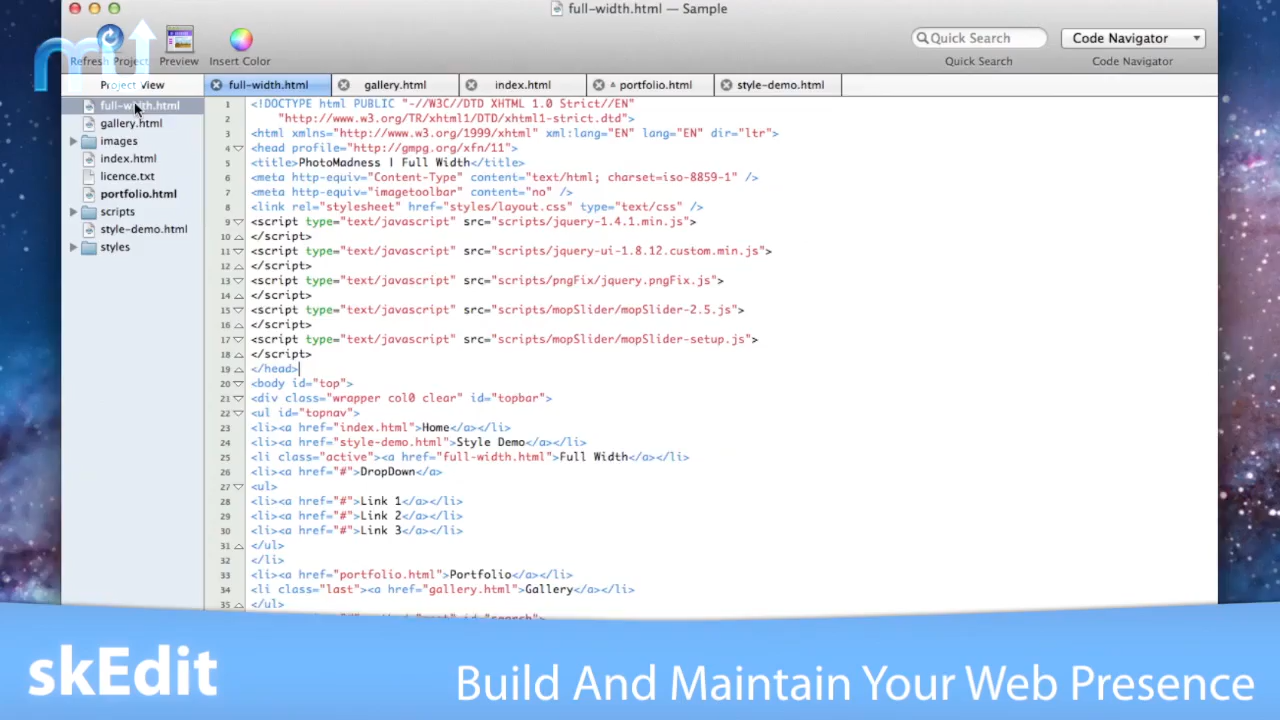 full-width.html — Sample
mu
Refresh Project
Preview
Insert Color
Quick Search
Quick Search
Code Navigator
Code Navigator
Project View
full-width.html
gallery.html
index.html
portfolio.html
style-demo.html
full-width.html
gallery.html
images
index.html
licence.txt
portfolio.html
scripts
style-demo.html
styles
1 <!DOCTYPE html PUBLIC "-//W3C//DTD XHTML 1.0 Strict//EN"
2 "http://www.w3.org/TR/xhtml1/DTD/xhtml1-strict.dtd">
3 <html xmlns="http://www.w3.org/1999/xhtml" xml:lang="EN" lang="EN" dir="ltr">
4 <head profile="http://gmpg.org/xfn/11">
5 <title>PhotoMadness | Full Width</title>
6 <meta http-equiv="Content-Type" content="text/html; charset=iso-8859-1" />
7 <meta http-equiv="imagetoolbar" content="no" />
8 <link rel="stylesheet" href="styles/layout.css" type="text/css" />
9 <script type="text/javascript" src="scripts/jquery-1.4.1.min.js">
10 </script>
11 <script type="text/javascript" src="scripts/jquery-ui-1.8.12.custom.min.js">
12 </script>
13 <script type="text/javascript" src="scripts/pngFix/jquery.pngFix.js">
14 </script>
15 <script type="text/javascript" src="scripts/mopSlider/mopSlider-2.5.js">
16 </script>
17 <script type="text/javascript" src="scripts/mopSlider/mopSlider-setup.js">
18 </script>
19 </head>
20 <body id="top">
21 <div class="wrapper col0 clear" id="topbar">
22 <ul id="topnav">
23 <li><a href="index.html">Home</a></li>
24 <li><a href="style-demo.html">Style Demo</a></li>
25 <li class="active"><a href="full-width.html">Full Width</a></li>
26 <li><a href="#">DropDown</a>
27 <ul>
28 <li><a href="#">Link 1</a></li>
29 <li><a href="#">Link 2</a></li>
30 <li><a href="#">Link 3</a></li>
31 </ul>
32 </li>
33 <li><a href="portfolio.html">Portfolio</a></li>
34 <li class="last"><a href="gallery.html">Gallery</a></li>
35 </ul>
skEdit
Build And Maintain Your Web Presence